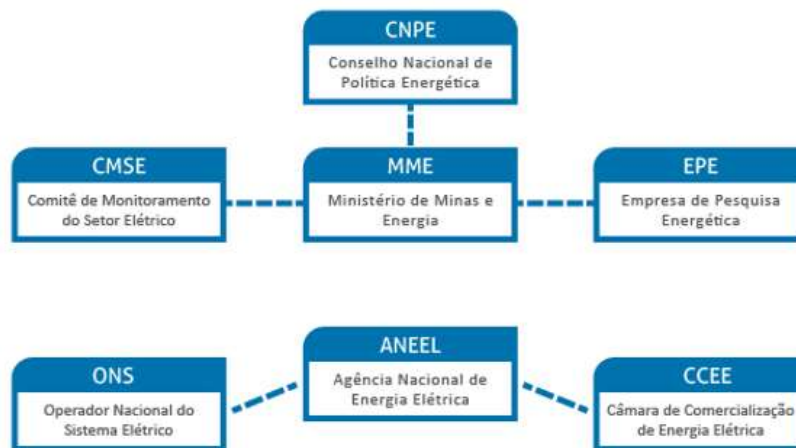 CNPE
Conselho Nacional de
Política Energética
CMSE
Comitê de Monitoramento
do Setor Elétrico
MME
Ministério de Minas e
Energia
EPE
Empresa de Pesquisa
Energética
ONS
Operador Nacional do
Sistema Elétrico
ANEEL
Agência Nacional de
Energia Elétrica
CCEE
Câmara de Comercialização
de Energia Elétrica